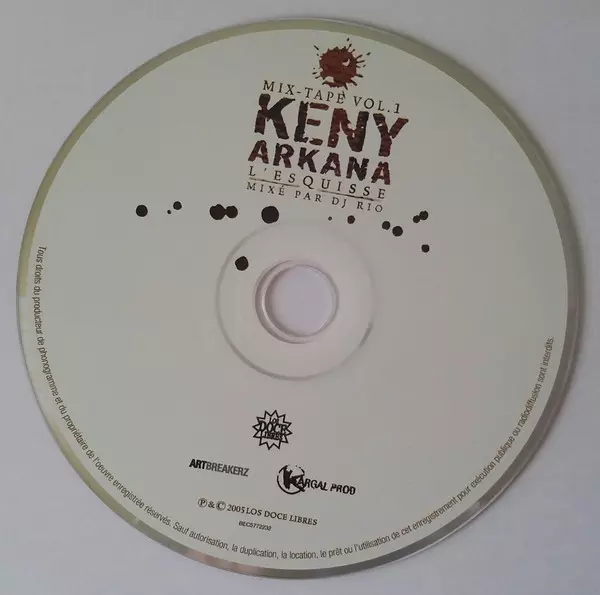 MIX-TAPE VOL.1
KENY
ARKANA
L'ESQUISSE
MIXÉ PAR DJ RIO
LOS
DOCE
LIBRES
ARTBREAKERZ
KARGAL PROD
℗ & © 2005 LOS DOCE LIBRES
BEC5772230
Tous droits du producteur de phonogramme et du propriétaire de l'oeuvre enregistrée réservés. Sauf autorisation, la duplication, la location, le prêt ou l'utilisation de cet enregistrement pour exécution publique ou radiodiffusion sont interdits.